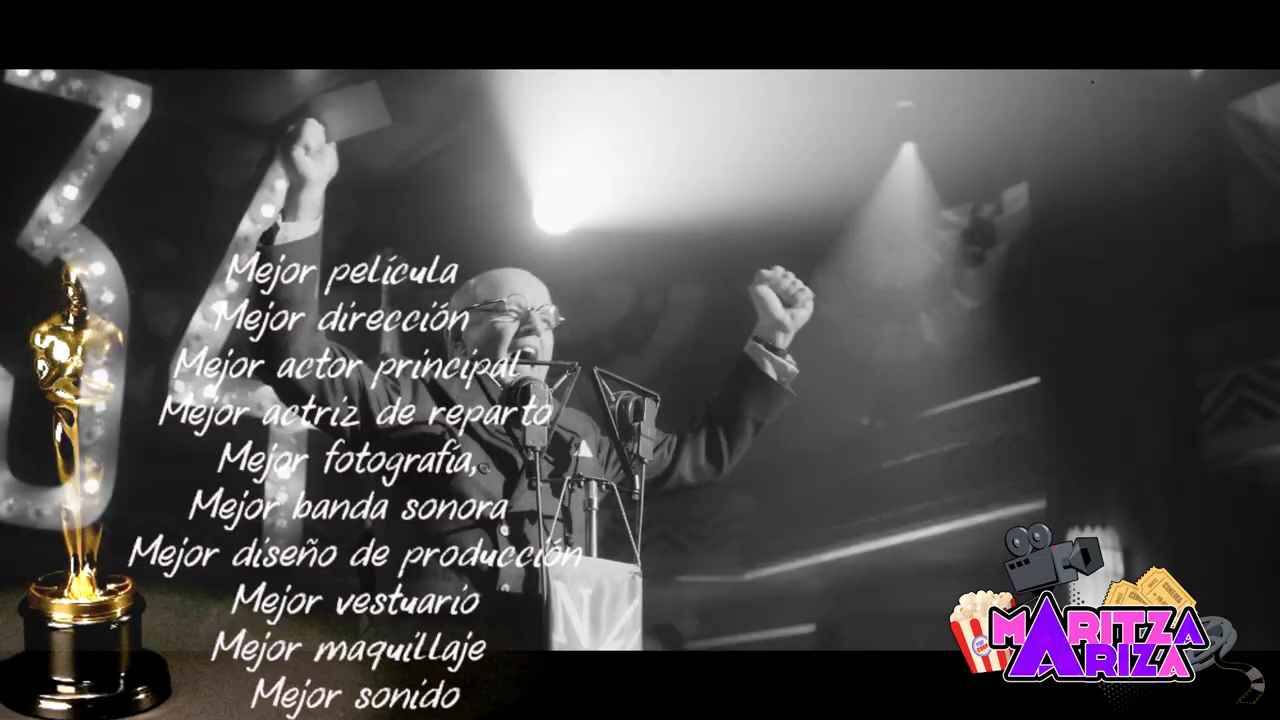 Mejor película
Mejor dirección
Mejor actor principal
Mejor actriz de reparto
Mejor fotografía,
Mejor banda sonora
Mejor diseño de producción
Mejor vestuario
Mejor maquillaje
Mejor sonido
NZ
MARITZA
ARIZA